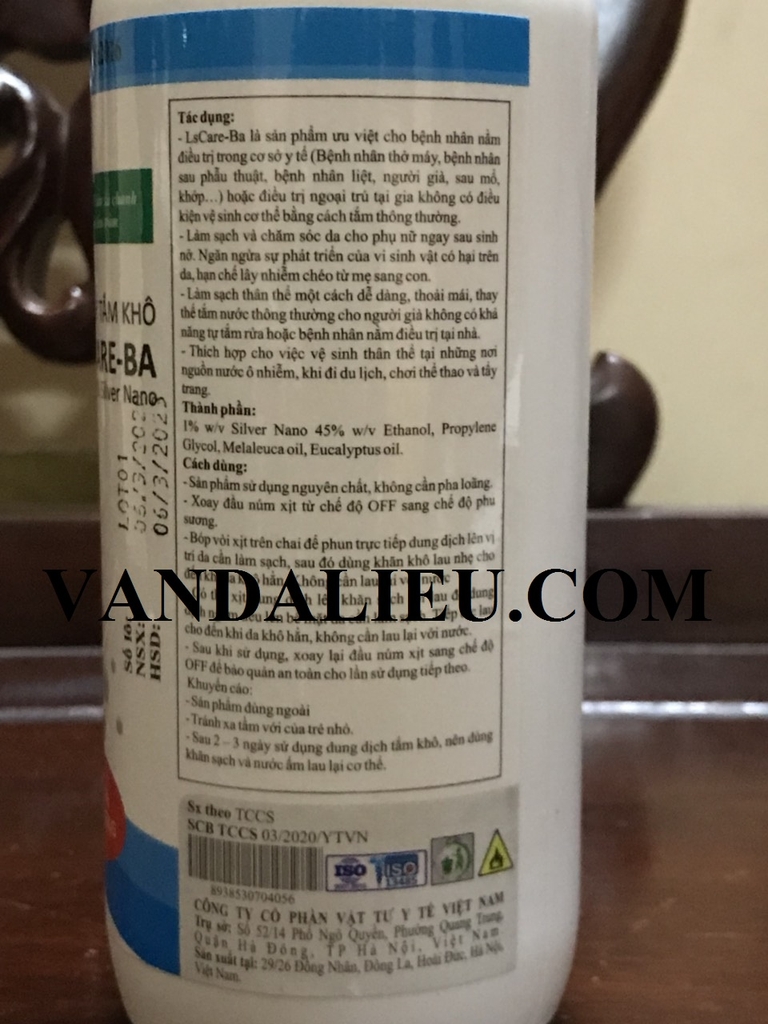 Tác dụng:
- LsCare-Ba là sản phẩm ưu việt cho bệnh nhân nằm
điều trị trong cơ sở y tế (Bệnh nhân thở máy, bệnh nhân
sau phẫu thuật, bệnh nhân liệt, người già, sau mổ,
khớp...) hoặc điều trị ngoại trú tại gia không có điều
kiện vệ sinh cơ thể bằng cách tắm thông thường.
- Làm sạch và chăm sóc da cho phụ nữ ngay sau sinh
nở. Ngăn ngừa sự phát triển của vi sinh vật có hại trên
da, hạn chế lây nhiễm chéo từ mẹ sang con.
- Làm sạch thân thể một cách dễ dàng, thoải mái, thay
thế tắm nước thông thường cho người già không có khả
năng tự tắm rửa hoặc bệnh nhân nằm điều trị tại nhà.
- Thích hợp cho việc vệ sinh thân thể tại những nơi
nguồn nước ô nhiễm, khi đi du lịch, chơi thể thao và tẩy
trang.
Thành phần:
1% w/v Silver Nano 45% w/v Ethanol, Propylene
Glycol, Melaleuca oil, Eucalyptus oil.
Cách dùng:
- Sản phẩm sử dụng nguyên chất, không cần pha loãng.
- Xoay đầu núm xịt từ chế độ OFF sang chế độ phu
sương.
- Bóp vòi xịt trên chai để phun trực tiếp dung dịch lên vị
trí da cần làm sạch, sau đó dùng khăn khô lau nhẹ cho
VANDALIEU.COM
cho đến khi da khô hẳn, không cần lau lại với nước.
- Sau khi sử dụng, xoay lại đầu núm xịt sang chế độ
OFF để bảo quản an toàn cho lần sử dụng tiếp theo.
Khuyến cáo:
- Sản phẩm dùng ngoài
- Tránh xa tầm với của trẻ nhỏ.
- Sau 2 – 3 ngày sử dụng dung dịch tắm khô, nên dùng
khăn sạch và nước ấm lau lại cơ thể.
TẮM KHÔ
RE-BA
Silver Nano
LOT01
06/3/202
NSX:
HSD:
Sx theo TCCS
SCB TCCS 03/2020/YTVN
8938530704056
ISO
ISO
13485
CÔNG TY CỔ PHẦN VẬT TƯ Y TẾ VIỆT NAM
Trụ sở: Số 52/14 Phố Ngô Quyền, Phường Quang Trung,
Quận Hà Đông, TP Hà Nội, Việt Nam
Sản xuất tại: 29/26 Đồng Nhân, Đông La, Hoài Đức, Hà Nội,
Việt Nam.